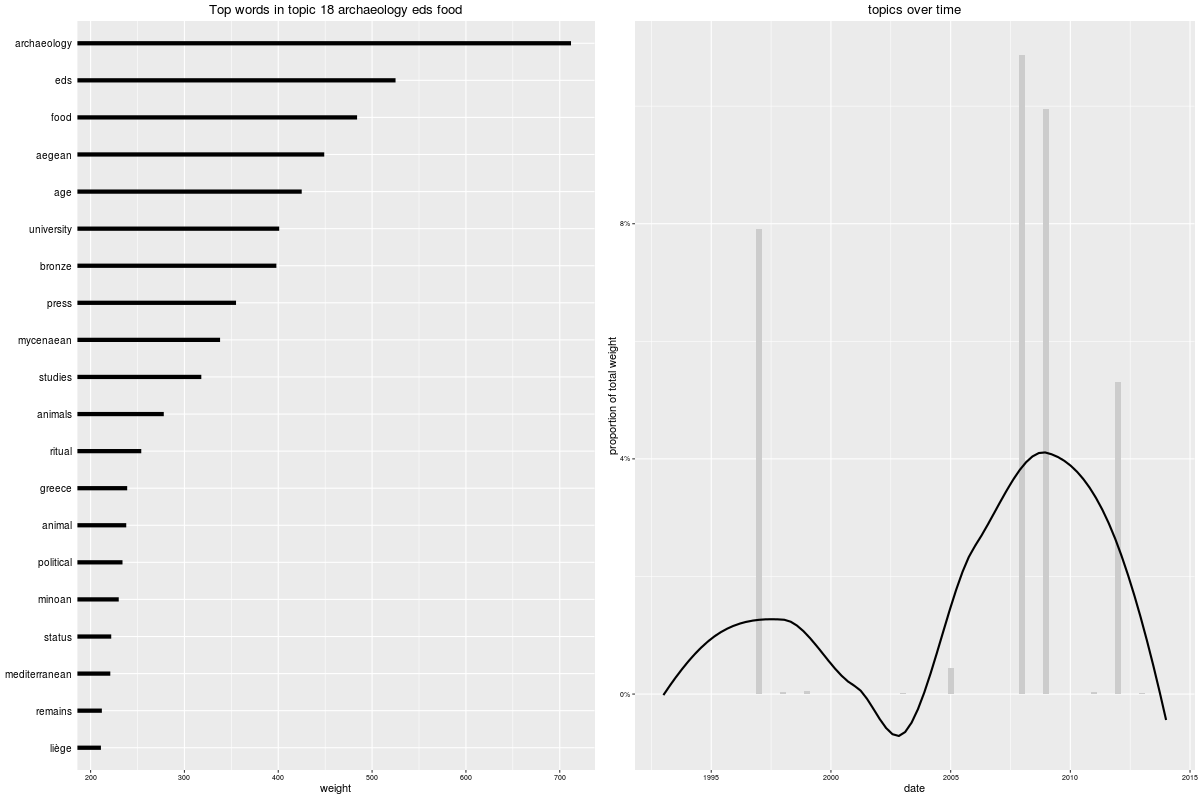 Top words in topic 18 archaeology eds food
archaeology
eds
food
aegean
age
university
bronze
press
mycenaean
studies
animals
ritual
greece
animal
political
minoan
status
mediterranean
remains
liège
200 300 400 500 600 700
weight
topics over time
proportion of total weight
8%
4%
0%
1995 2000 2005 2010 2015
date